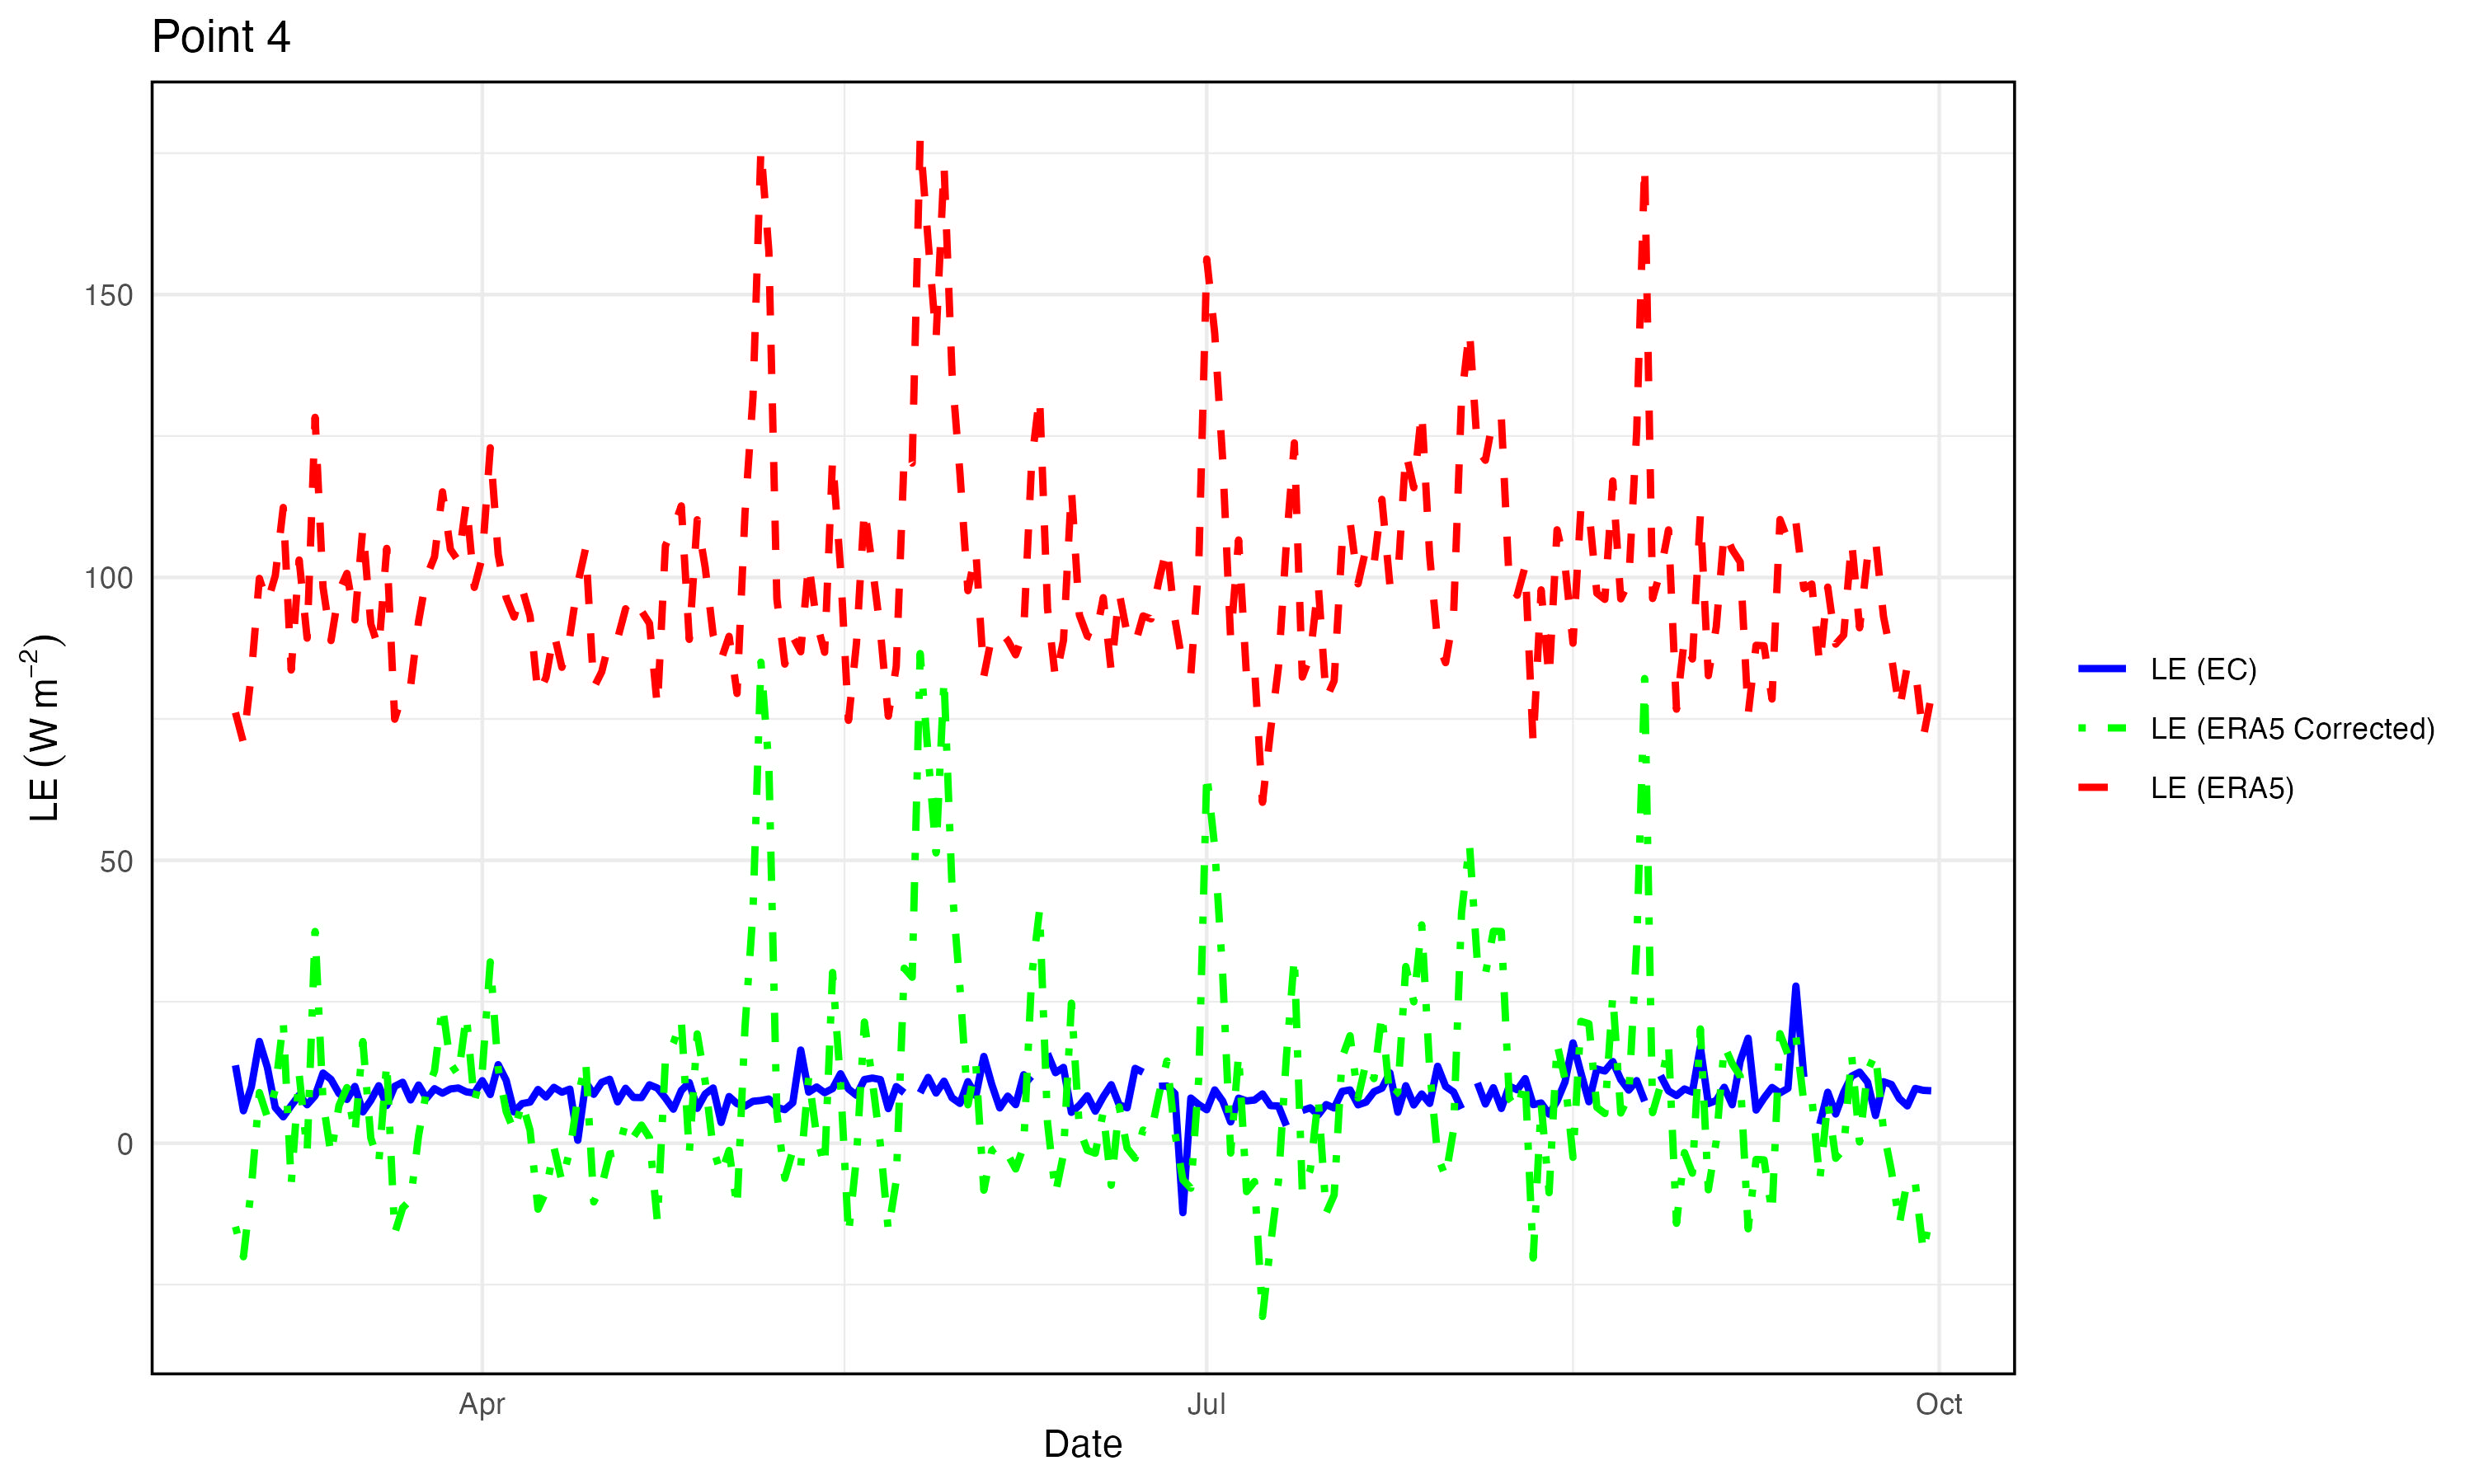 Point 4
150
100
50
0
LE (W m⁻²)
Apr
Jul
Oct
Date
LE (EC)
LE (ERA5 Corrected)
LE (ERA5)